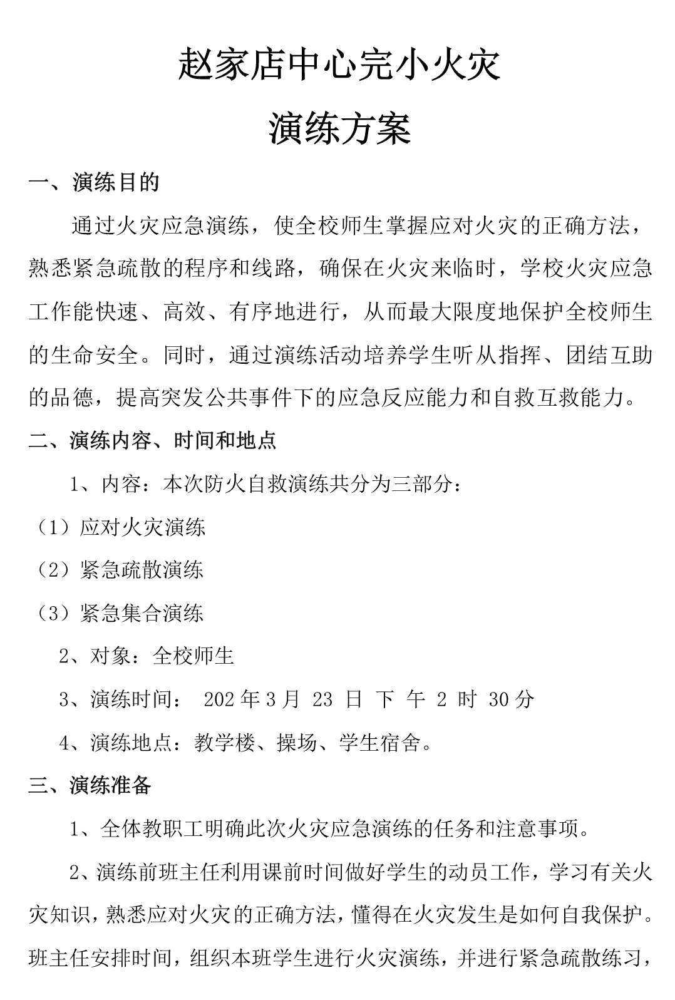 赵家店中心完小火灾
演练方案
一、演练目的
通过火灾应急演练，使全校师生掌握应对火灾的正确方法，
熟悉紧急疏散的程序和线路，确保在火灾来临时，学校火灾应急
工作能快速、高效、有序地进行，从而最大限度地保护全校师生
的生命安全。同时，通过演练活动培养学生听从指挥、团结互助
的品德，提高突发公共事件下的应急反应能力和自救互救能力。
二、演练内容、时间和地点
1、内容：本次防火自救演练共分为三部分：
（1）应对火灾演练
（2）紧急疏散演练
（3）紧急集合演练
2、对象：全校师生
3、演练时间： 202 年 3 月 23 日 下 午 2 时 30 分
4、演练地点：教学楼、操场、学生宿舍。
三、演练准备
1、全体教职工明确此次火灾应急演练的任务和注意事项。
2、演练前班主任利用课前时间做好学生的动员工作，学习有关火
灾知识，熟悉应对火灾的正确方法，懂得在火灾发生是如何自我保护。
班主任安排时间，组织本班学生进行火灾演练，并进行紧急疏散练习，